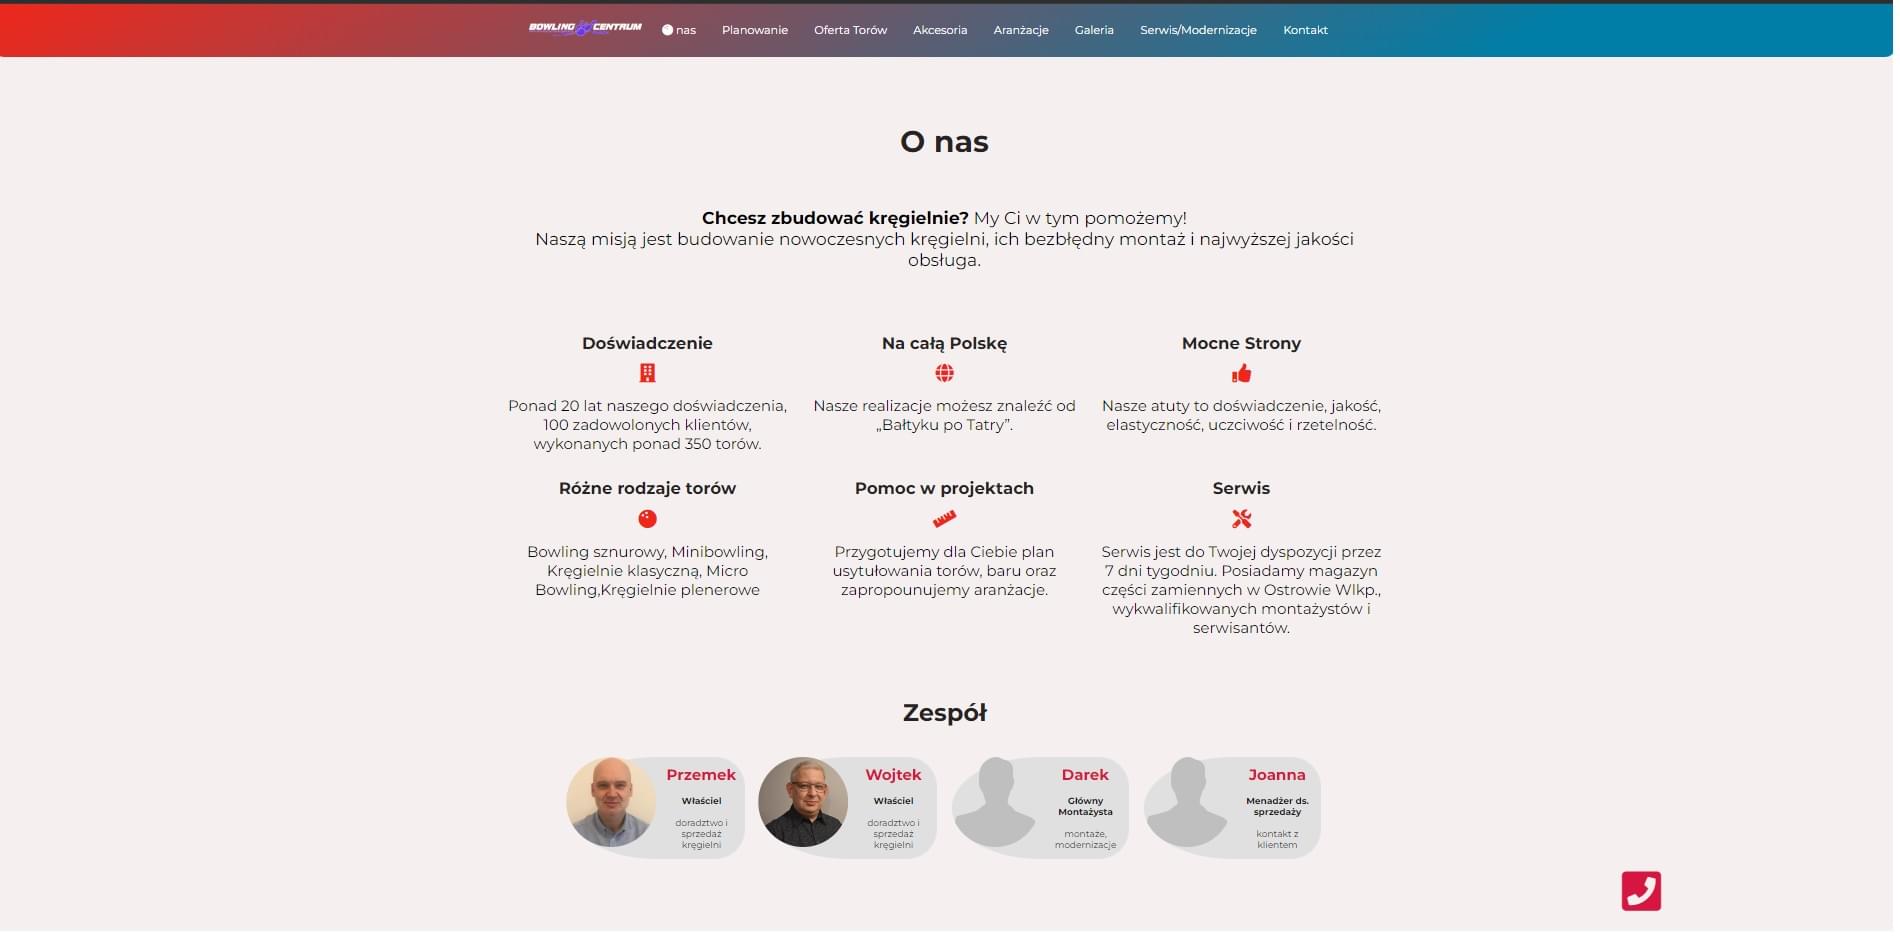 BOWLING CENTRUM nas Planowanie Oferta Torów Akcesoria Aranżacje Galeria Serwis/Modernizacje Kontakt
O nas
Chcesz zbudować kręgielnie? My Ci w tym pomożemy!
Naszą misją jest budowanie nowoczesnych kręgielni, ich bezbłędny montaż i najwyższej jakości
obsługa.
Doświadczenie
Ponad 20 lat naszego doświadczenia,
100 zadowolonych klientów,
wykonanych ponad 350 torów.
Na całą Polskę
Nasze realizacje możesz znaleźć od
„Bałtyku po Tatry”.
Mocne Strony
Nasze atuty to doświadczenie, jakość,
elastyczność, uczciwość i rzetelność.
Różne rodzaje torów
Bowling sznurowy, Minibowling,
Kręgielnie klasyczną, Micro
Bowling,Kręgielnie plenerowe
Pomoc w projektach
Przygotujemy dla Ciebie plan
usytułowania torów, baru oraz
zapropounujemy aranżacje.
Serwis
Serwis jest do Twojej dyspozycji przez
7 dni tygodniu. Posiadamy magazyn
części zamiennych w Ostrowie Wlkp.,
wykwalifikowanych montażystów i
serwisantów.
Zespół
Przemek
Właściel
doradztwo i
sprzedaż
kręgielni
Wojtek
Właściel
doradztwo i
sprzedaż
kręgielni
Darek
Główny
Montażysta
montaże,
modernizacje
Joanna
Menadżer ds.
sprzedaży
kontakt z
klientem